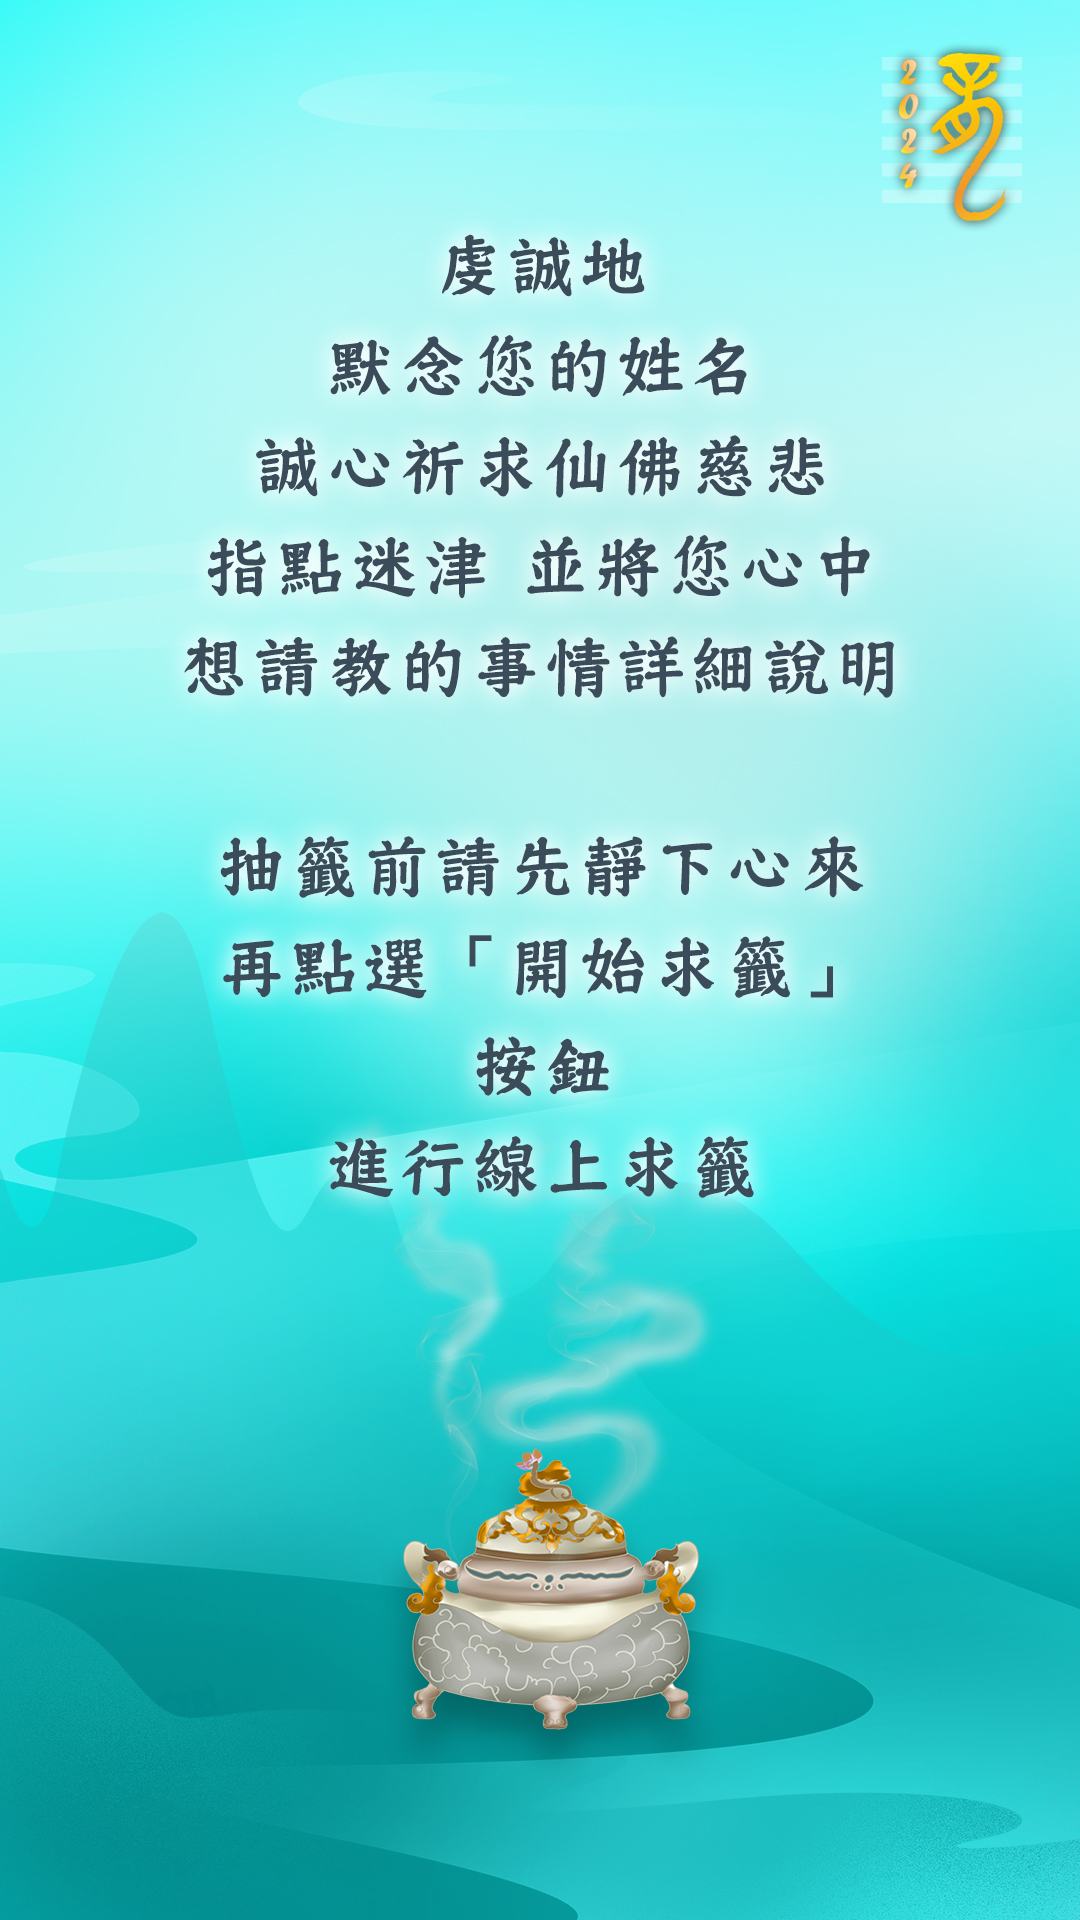 2024
虔誠地
默念您的姓名
誠心祈求仙佛慈悲
指點迷津 並將您心中
想請教的事情詳細說明
抽籤前請先靜下心來
再點選「開始求籤」
按鈕
進行線上求籤